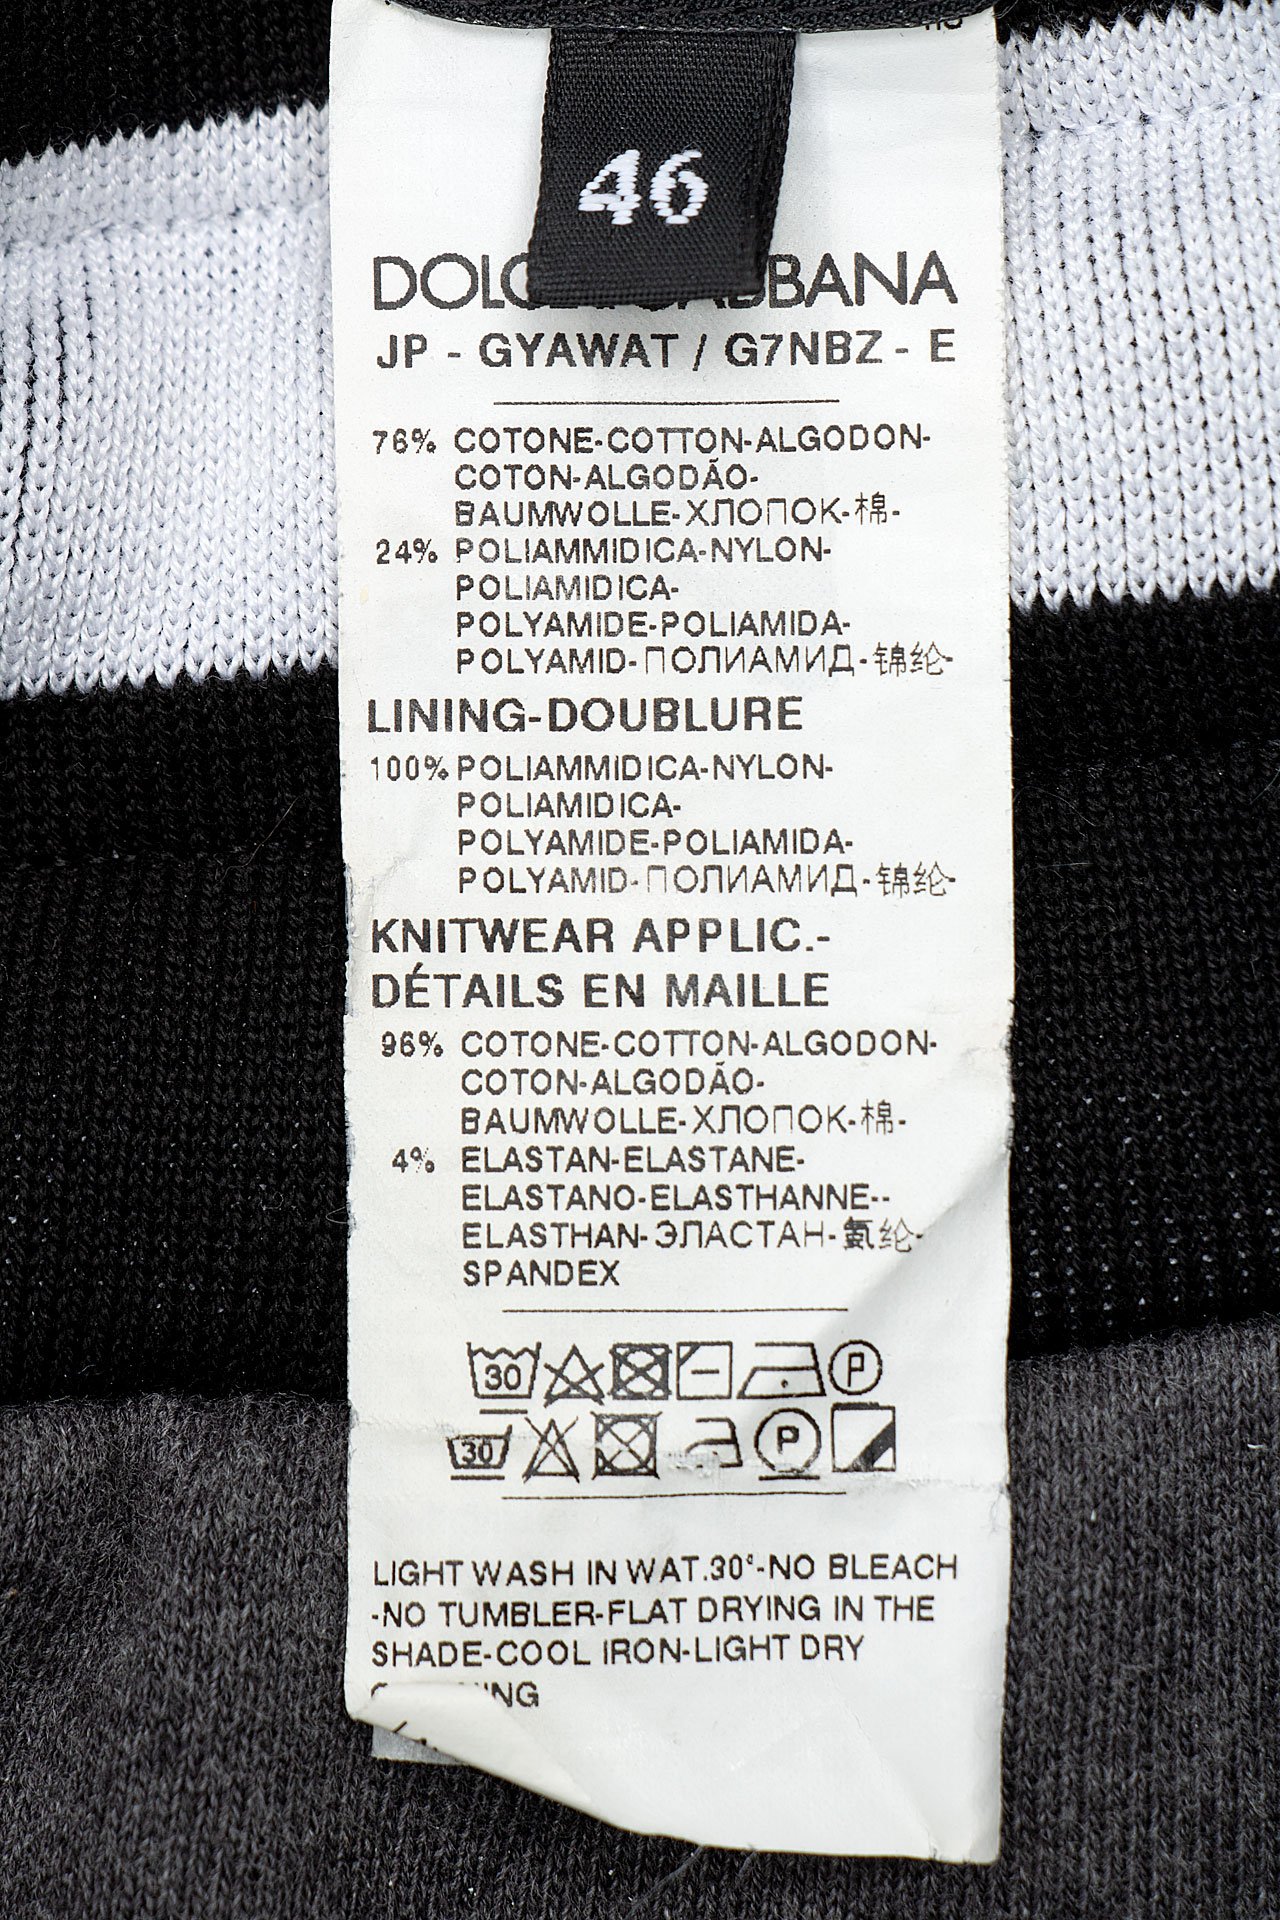 46
JP - GYAWAT / G7NBZ - E
76% COTONE-COTTON-ALGODON-
COTON-ALGODÃO-
BAUMWOLLE-ХЛОПОК-棉-
24% POLIAMMIDICA-NYLON-
POLIAMIDICA-
POLYAMIDE-POLIAMIDA-
POLYAMID-ПОЛИАМИД-锦纶-
LINING-DOUBLURE
100% POLIAMMIDICA-NYLON-
POLIAMIDICA-
POLYAMIDE-POLIAMIDA-
POLYAMID-ПОЛИАМИД-锦纶-
KNITWEAR APPLIC.-
DÉTAILS EN MAILLE
96% COTONE-COTTON-ALGODON-
COTON-ALGODÃO-
BAUMWOLLE-ХЛОПОК-棉-
4% ELASTAN-ELASTANE-
ELASTANO-ELASTHANNE--
ELASTHAN-ЭЛАСТАН-氨纶-
SPANDEX
30 P
30 P
LIGHT WASH IN WAT.30°-NO BLEACH
-NO TUMBLER-FLAT DRYING IN THE
SHADE-COOL IRON-LIGHT DRY